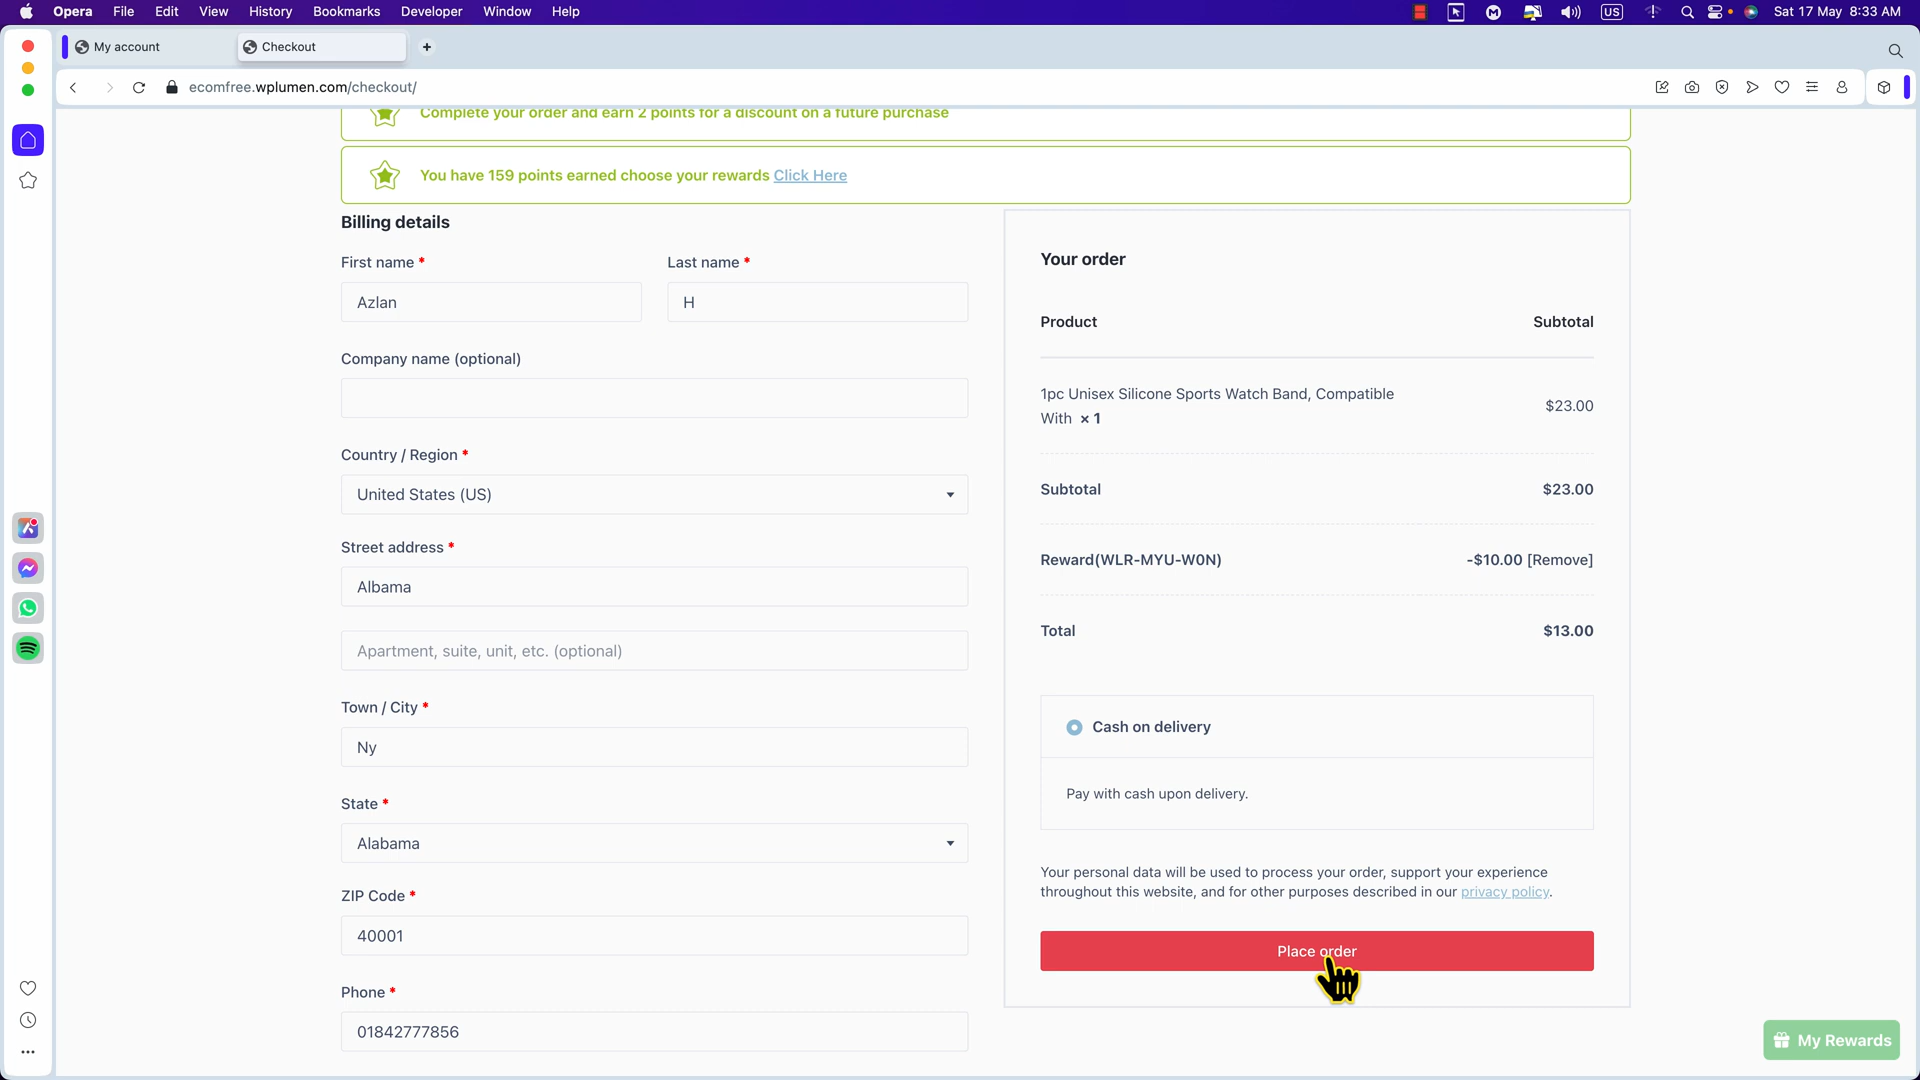 Opera File Edit View History Bookmarks Developer Window Help
US Sat 17 May 8:33 AM
My account
Checkout
ecomfree.wplumen.com/checkout/
Complete your order and earn 2 points for a discount on a future purchase
You have 159 points earned choose your rewards Click Here
Billing details
First name *
Last name *
Azlan
H
Company name (optional)
Country / Region *
United States (US)
Street address *
Albama
Apartment, suite, unit, etc. (optional)
Town / City *
Ny
State *
Alabama
ZIP Code *
40001
Phone *
01842777856
Your order
Product Subtotal
1pc Unisex Silicone Sports Watch Band, Compatible
With × 1
$23.00
Subtotal $23.00
Reward(WLR-MYU-W0N) -$10.00 [Remove]
Total $13.00
Cash on delivery
Pay with cash upon delivery.
Your personal data will be used to process your order, support your experience
throughout this website, and for other purposes described in our privacy policy.
Place order
My Rewards